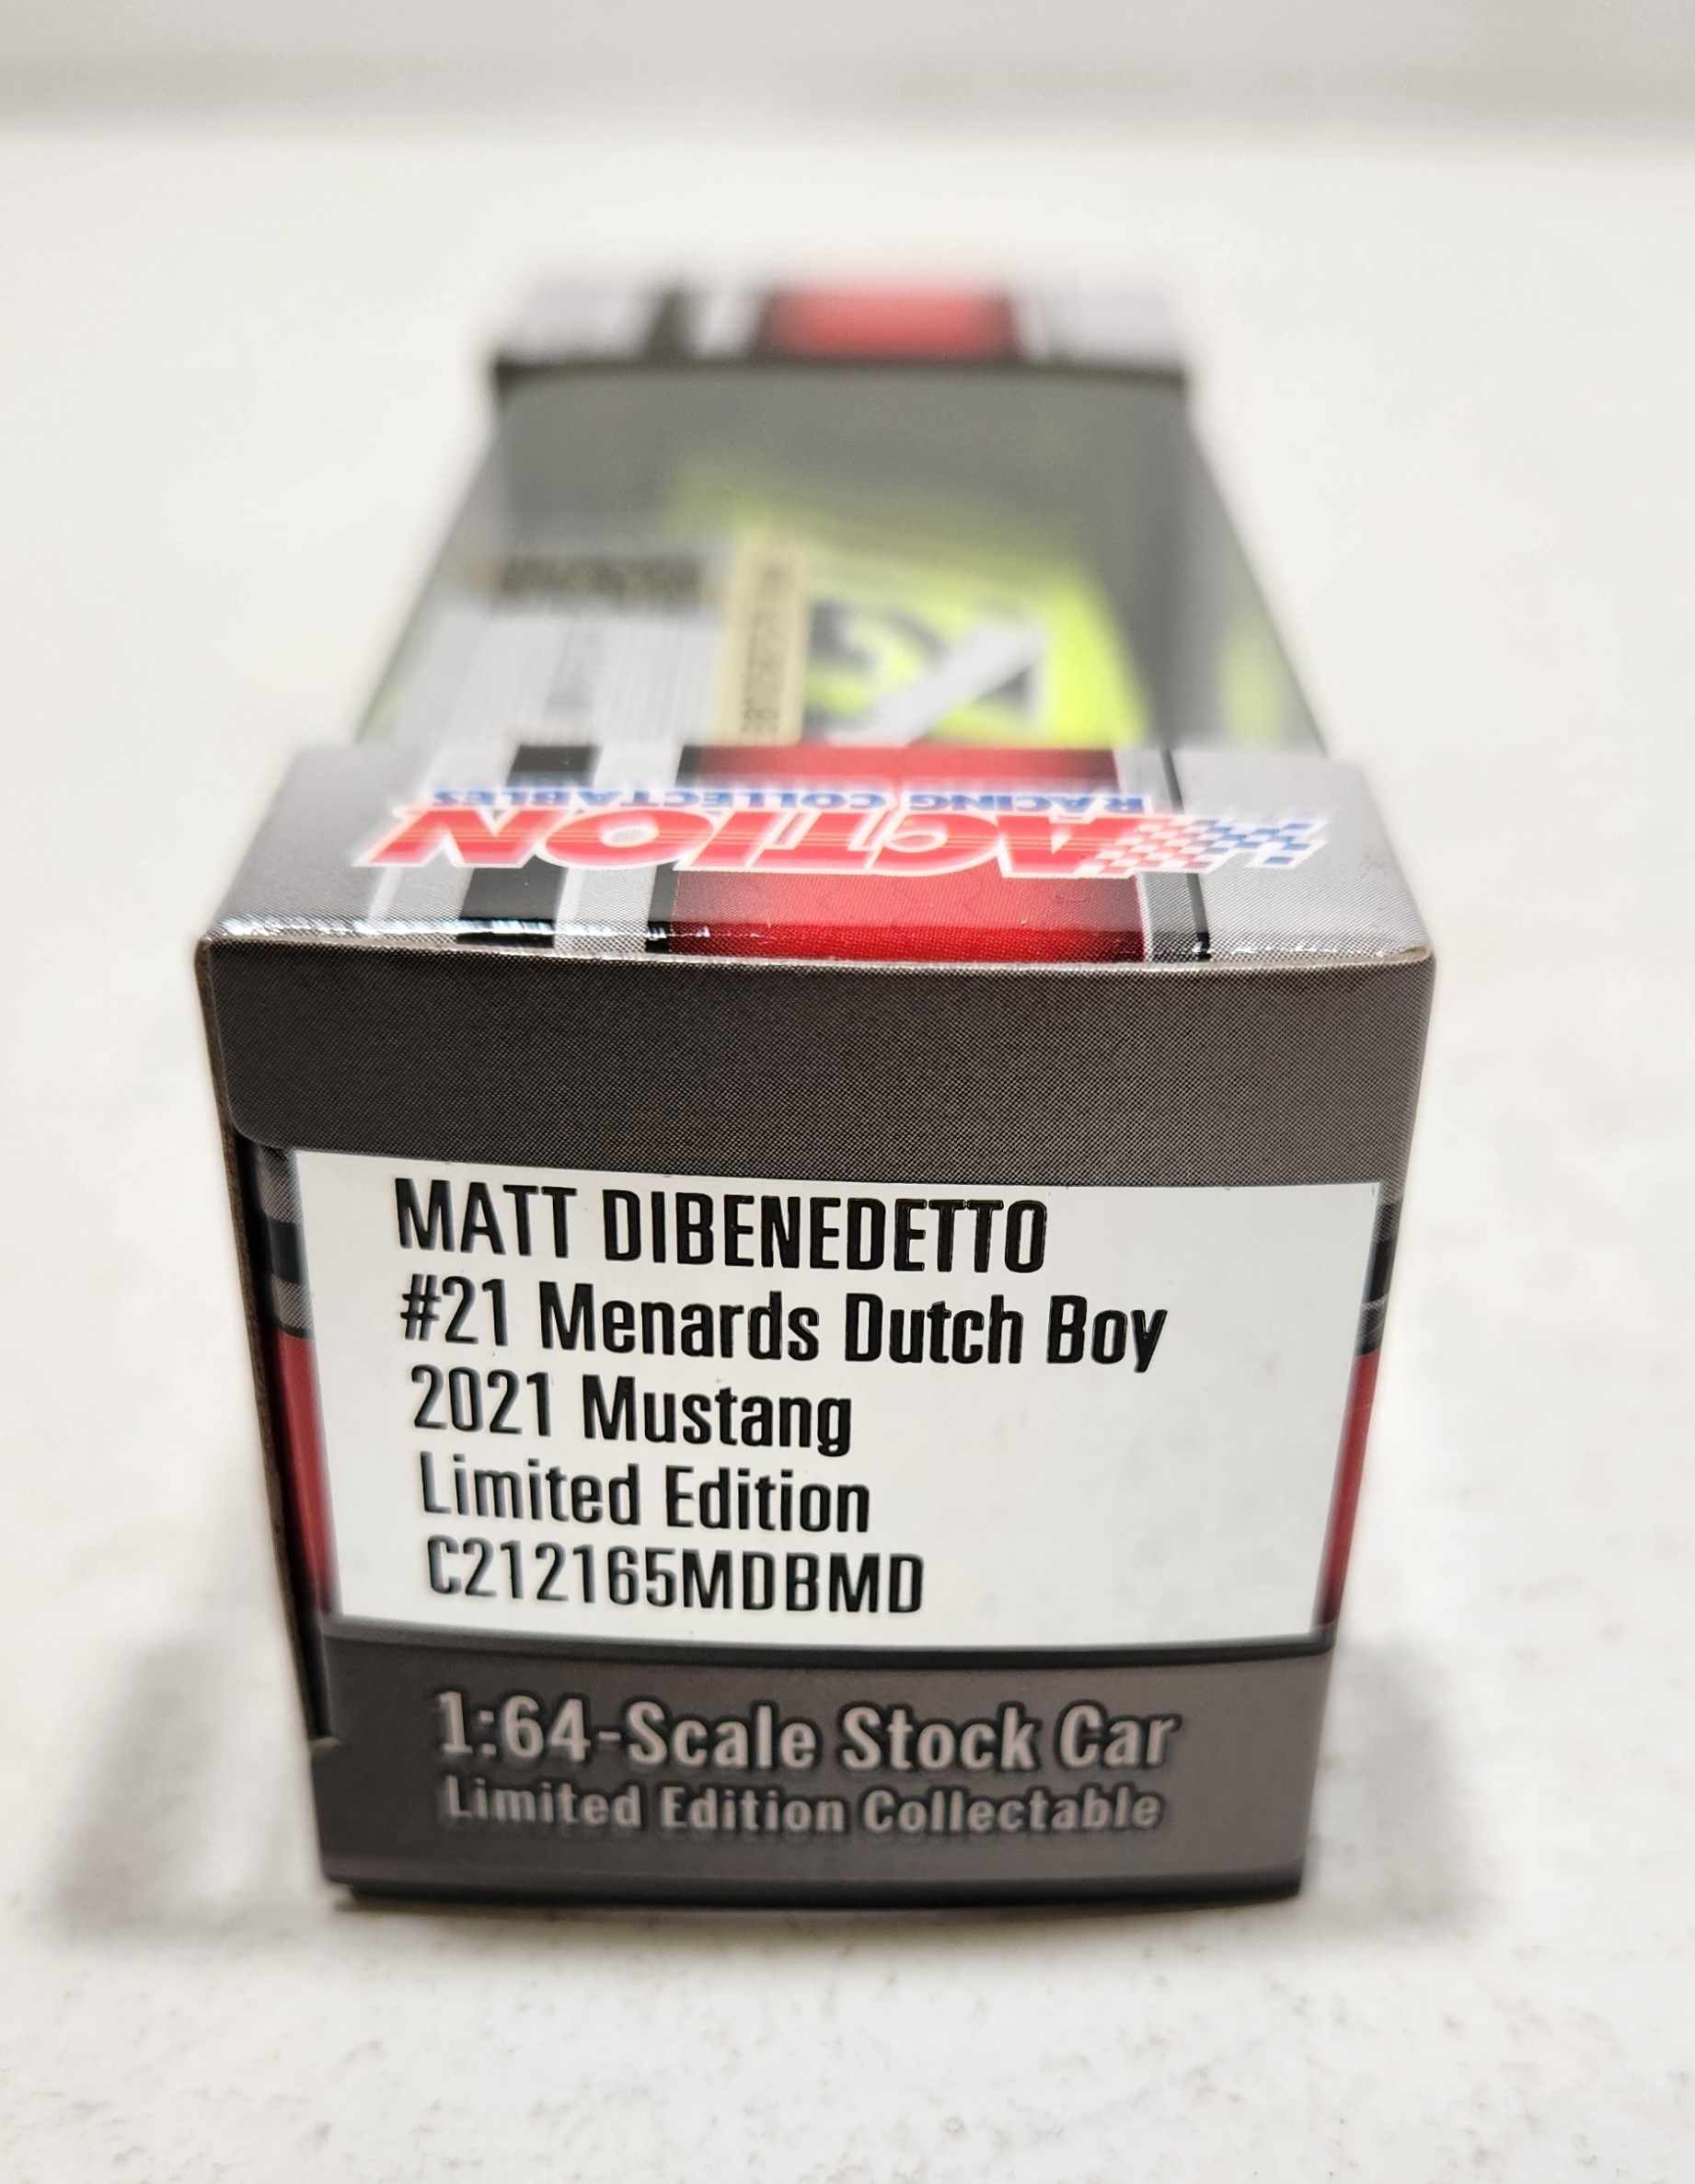 ACTION
RACING COLLECTABLES
MATT DIBENEDETTO
#21 Menards Dutch Boy
2021 Mustang
Limited Edition
C212165MDBMD
1:64-Scale Stock Car
Limited Edition Collectable